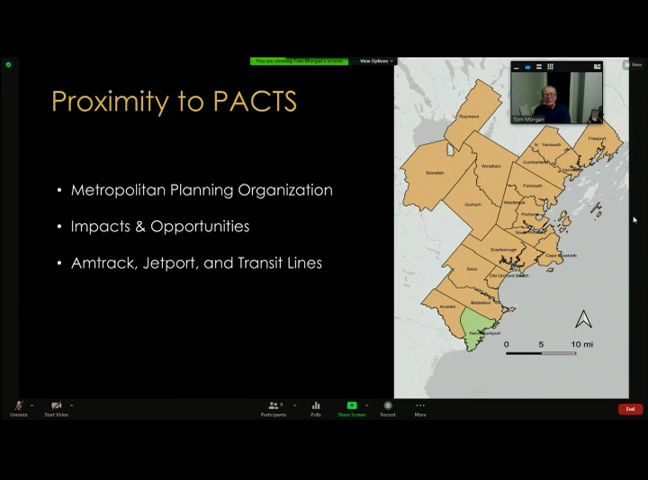 You are viewing Tom Morgan's screen
View Options
View
Proximity to PACTS
• Metropolitan Planning Organization
• Impacts & Opportunities
• Amtrack, Jetport, and Transit Lines
Tom Morgan
Raymond
Freeport
N. Yarmouth
Cumberland
Standish
Windham
Falmouth
Gorham
Westbrook
Portland
Scarborough
Cape Elizabeth
Saco
Old Orchard Beach
Biddeford
Arundel
Kennebunkport
0 5 10 mi
Unmute
Start Video
Participants
9
Polls
Share Screen
Record
More
End